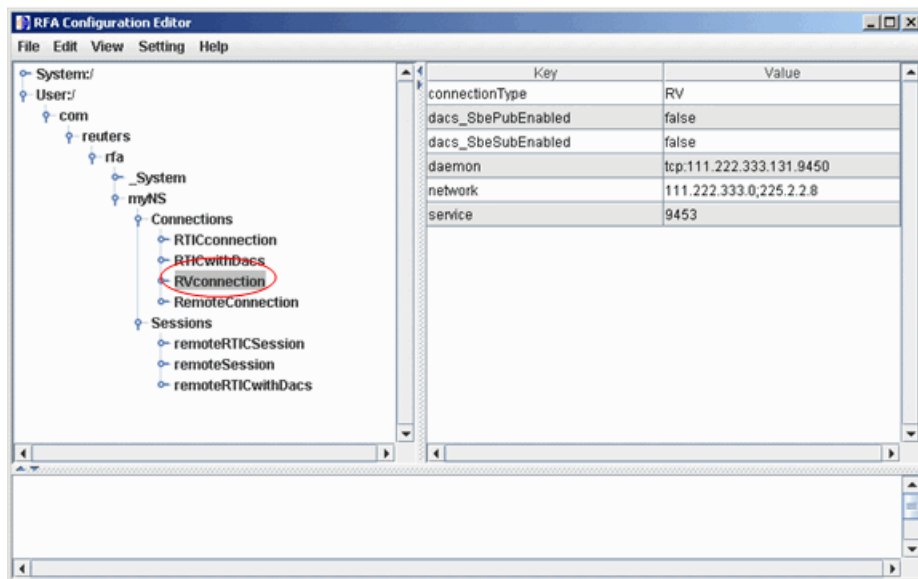 RFA Configuration Editor
File Edit View Setting Help
System:/
User:/
com
reuters
rfa
_System
myNS
Connections
RTICconnection
RTICwithDacs
RVconnection
RemoteConnection
Sessions
remoteRTICSession
remoteSession
remoteRTICwithDacs
Key Value
connectionType RV
dacs_SbePubEnabled false
dacs_SbeSubEnabled false
daemon tcp:111.222.333.131.9450
network 111.222.333.0;225.2.2.8
service 9453